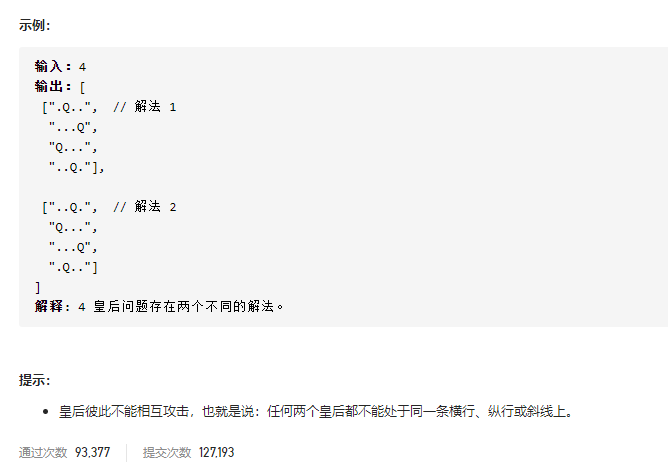 示例：
输入：4
输出：[
[".Q..",  // 解法 1
"...Q",
"Q...",
"..Q."],
["..Q.",  // 解法 2
"Q...",
"...Q",
".Q.."]
]
解释：4 皇后问题存在两个不同的解法。
提示：
• 皇后彼此不能相互攻击，也就是说：任何两个皇后都不能处于同一条横行、纵行或斜线上。
通过次数 93,377 提交次数 127,193